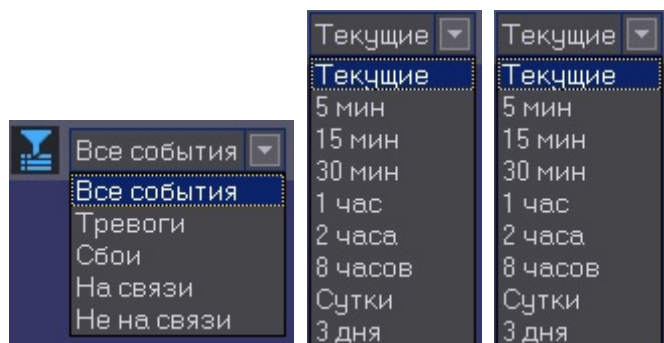 Все события
Все события
Тревоги
Сбои
На связи
Не на связи
Текущие
Текущие
5 мин
15 мин
30 мин
1 час
2 часа
8 часов
Сутки
3 дня
Текущие
Текущие
5 мин
15 мин
30 мин
1 час
2 часа
8 часов
Сутки
3 дня